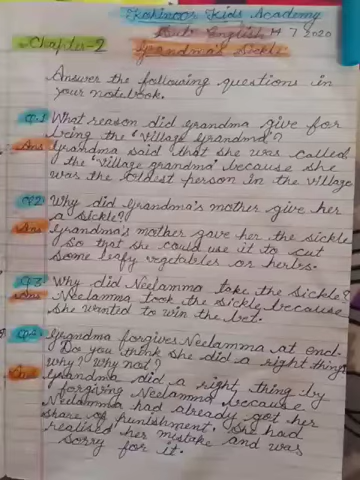 Kohinoor Kids Academy
Sub: English 14 7 2020
Chapter-2 Grandma's Sickle
Answer the following questions in
your notebook.
Q.1 What reason did Grandma give for
being the "village Grandma"?
Ans Grandma said that she was called
the "village grandma" because she
was the oldest person in the village
Q.2 Why did Grandma's mother give her
a sickle?
Ans Grandma's mother gave her the sickle
so that she could use it to cut
some leafy vegetables or herbs.
Q.3 Why did Neelamma take the sickle?
Ans Neelamma took the sickle because
she wanted to win the bet.
Q.4 Grandma forgives Neelamma at end.
Do you think she did a right thing?
Why? Why not?
Ans Grandma did a right thing by
forgiving Neelamma because
Neelamma had already got her
share of punishment. She had
realised her mistake and was
sorry for it.